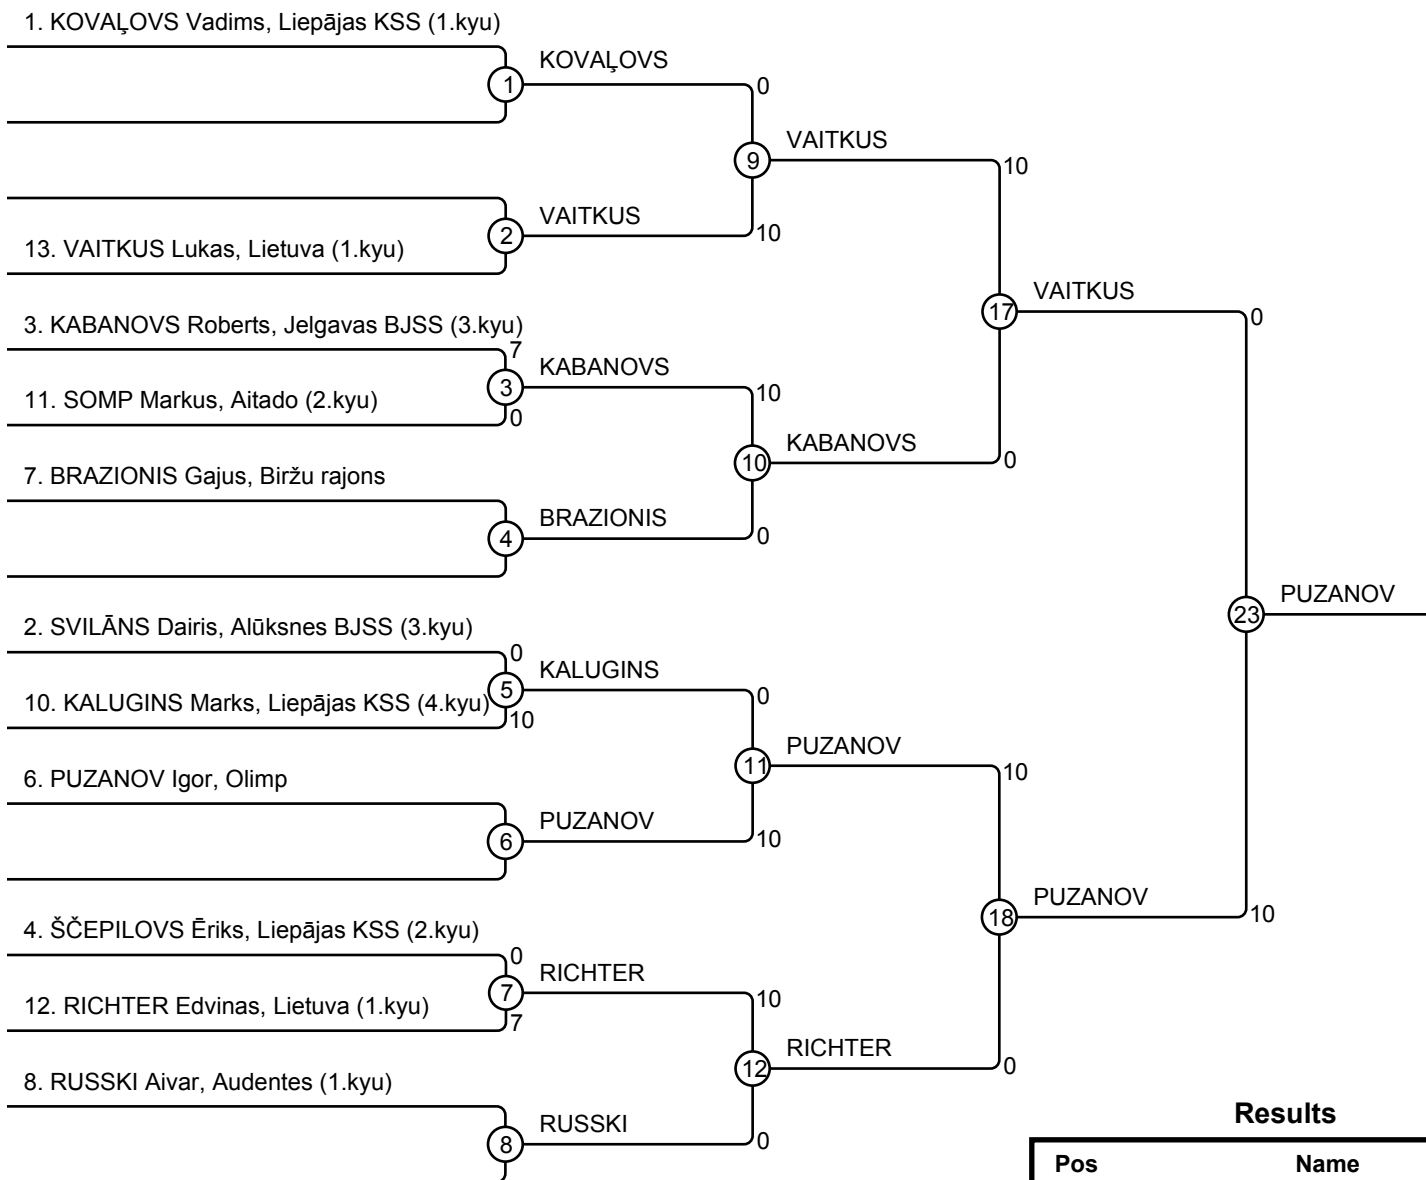 1. KOVAĻOVS Vadims, Liepājas KSS (1.kyu)
KOVAĻOVS
1
0
VAITKUS
9
10
VAITKUS
2
10
13. VAITKUS Lukas, Lietuva (1.kyu)
VAITKUS
17
0
3. KABANOVS Roberts, Jelgavas BJSS (3.kyu)
7
KABANOVS
3
10
11. SOMP Markus, Aitado (2.kyu)
0
KABANOVS
10
0
7. BRAZIONIS Gajus, Biržu rajons
BRAZIONIS
4
0
PUZANOV
23
2. SVILĀNS Dairis, Alūksnes BJSS (3.kyu)
0
KALUGINS
5
0
10. KALUGINS Marks, Liepājas KSS (4.kyu)
10
PUZANOV
11
10
6. PUZANOV Igor, Olimp
PUZANOV
6
10
PUZANOV
18
10
4. ŠČEPILOVS Ēriks, Liepājas KSS (2.kyu)
0
RICHTER
7
10
12. RICHTER Edvinas, Lietuva (1.kyu)
7
RICHTER
12
0
8. RUSSKI Aivar, Audentes (1.kyu)
RUSSKI
8
0
Results
Pos Name